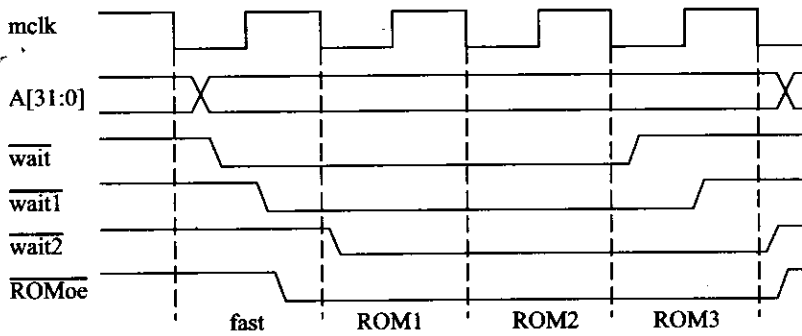 mclk
A[31:0]
wait
wait1
wait2
ROMoe
fast ROM1 ROM2 ROM3